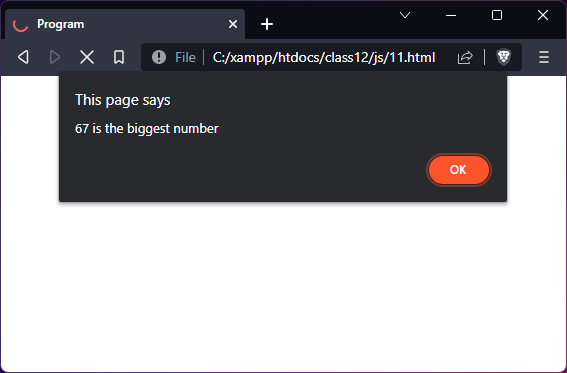 Program
File
C:/xampp/htdocs/class12/js/11.html
This page says
67 is the biggest number
OK